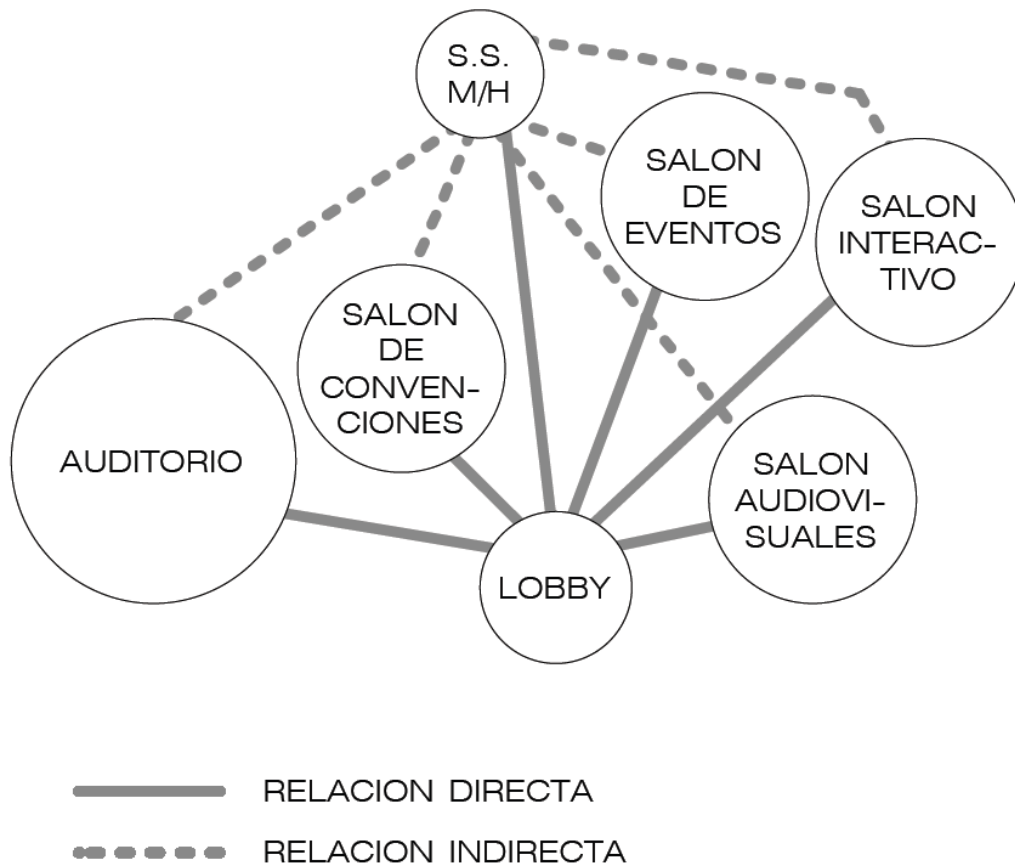 S.S.
M/H
SALON
DE
EVENTOS
SALON
INTERAC-
TIVO
SALON
DE
CONVEN-
CIONES
AUDITORIO
SALON
AUDIOVI-
SUALES
LOBBY
RELACION DIRECTA
RELACION INDIRECTA